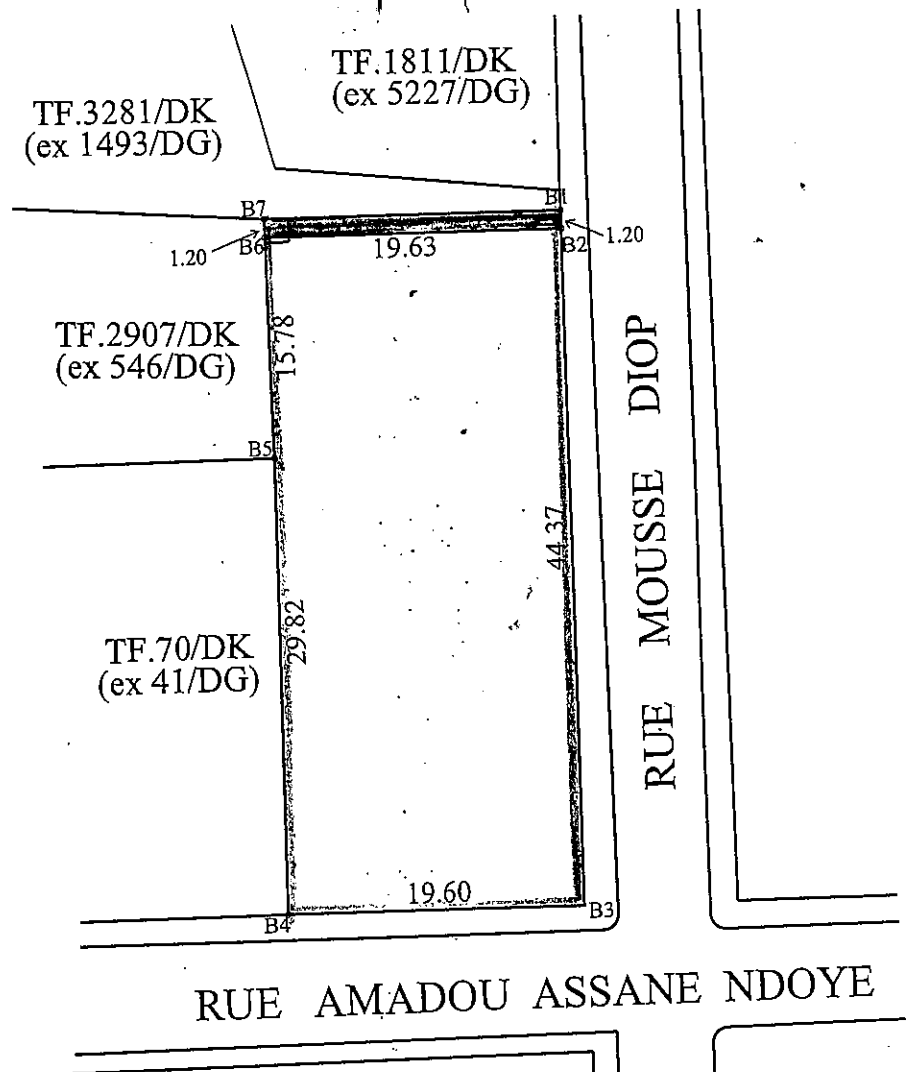 TF.1811/DK
(ex 5227/DG)
TF.3281/DK
(ex 1493/DG)
B1
B7
B6
B2
1.20
1.20
19.63
15.78
TF.2907/DK
(ex 546/DG)
B5
44.37
RUE MOUSSE DIOP
29.82
TF.70/DK
(ex 41/DG)
19.60
B3
B4
RUE AMADOU ASSANE NDOYE